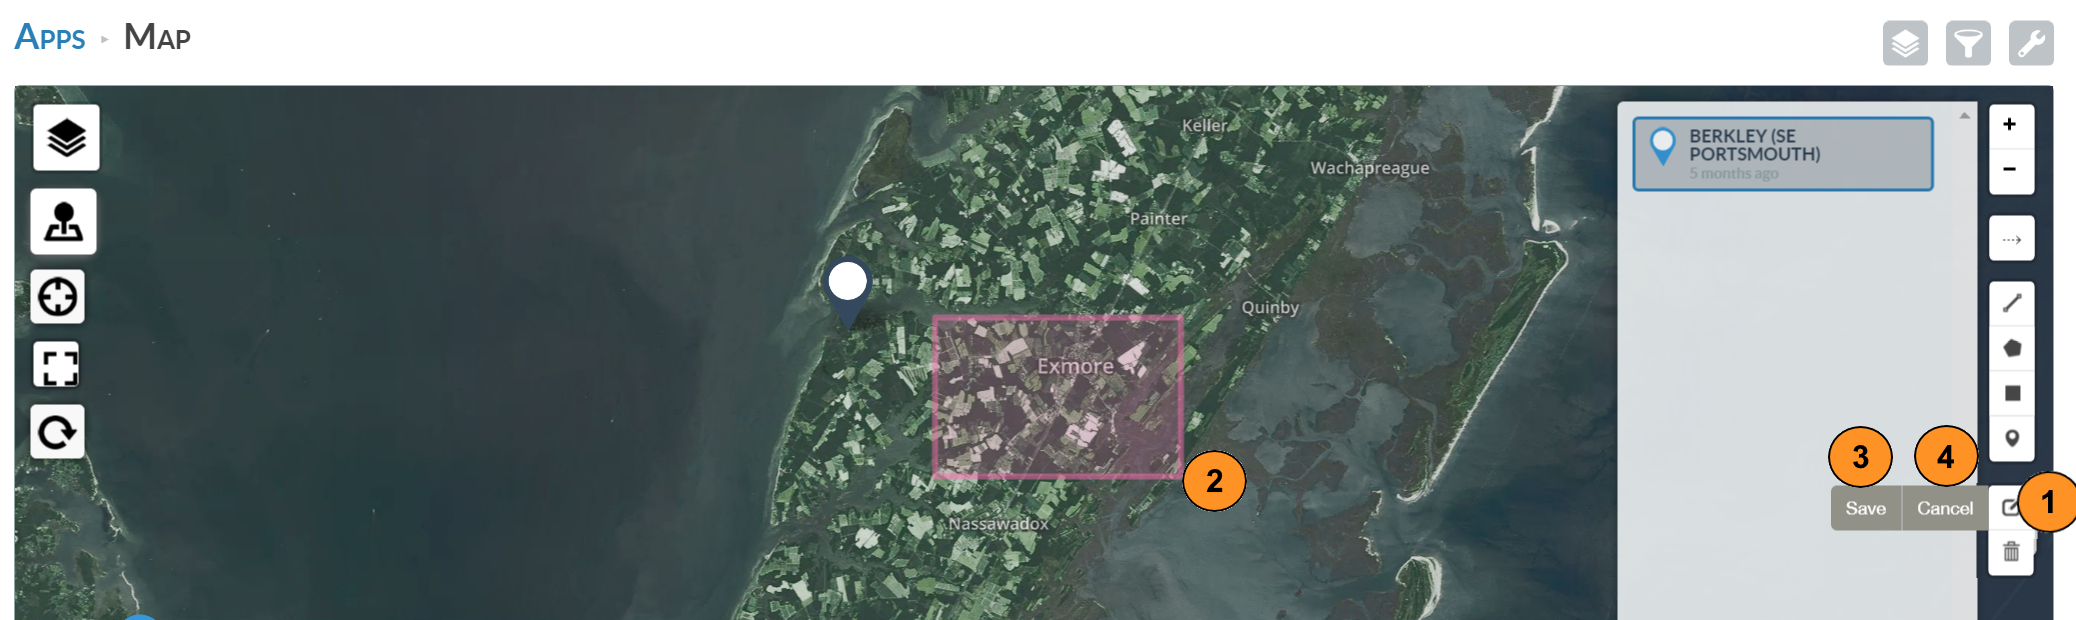 Apps ▸ Map
Keller
Wachapreague
Painter
Quinby
Exmore
Nassawadox
BERKLEY (SE
PORTSMOUTH)
5 months ago
+
−
2
3
4
1
Save
Cancel